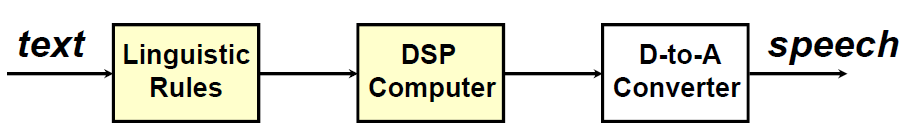 text
Linguistic
Rules
DSP
Computer
D-to-A
Converter
speech